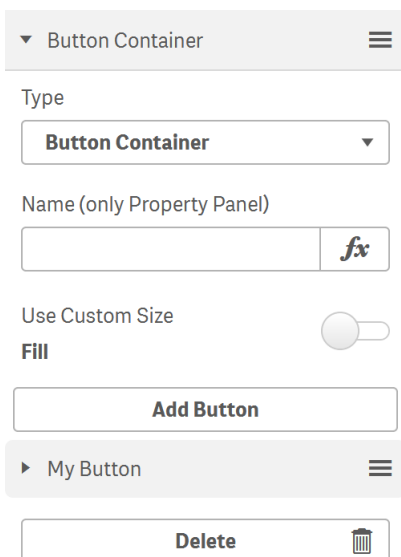 Button Container
Type
Button Container
Name (only Property Panel)
fx
Use Custom Size
Fill
Add Button
My Button
Delete